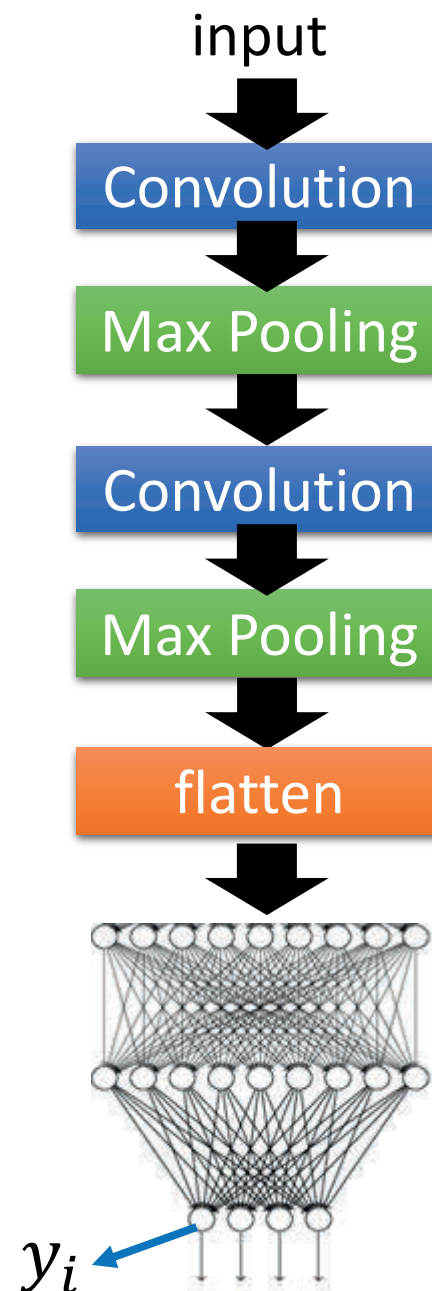 input
Convolution
Max Pooling
Convolution
Max Pooling
flatten
yᵢ